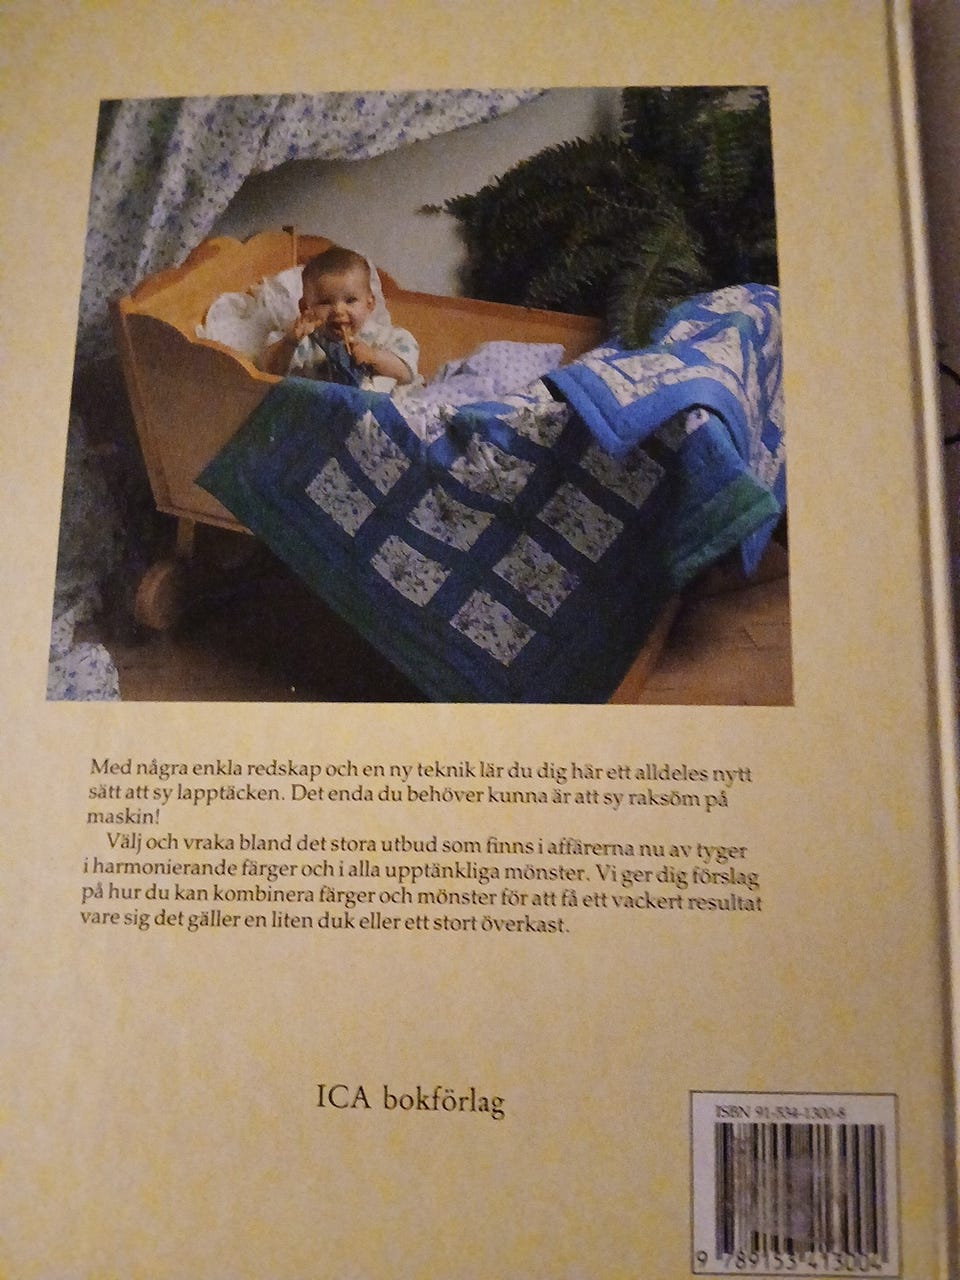 Med några enkla redskap och en ny teknik lär du dig här ett alldeles nytt
sätt att sy lapptäcken. Det enda du behöver kunna är att sy raksöm på
maskin!
Välj och vraka bland det stora utbud som finns i affärerna nu av tyger
i harmonierande färger och i alla upptänkliga mönster. Vi ger dig förslag
på hur du kan kombinera färger och mönster för att få ett vackert resultat
vare sig det gäller en liten duk eller ett stort överkast.
ICA bokförlag
ISBN 91-534-1300-8
9 789153 413004